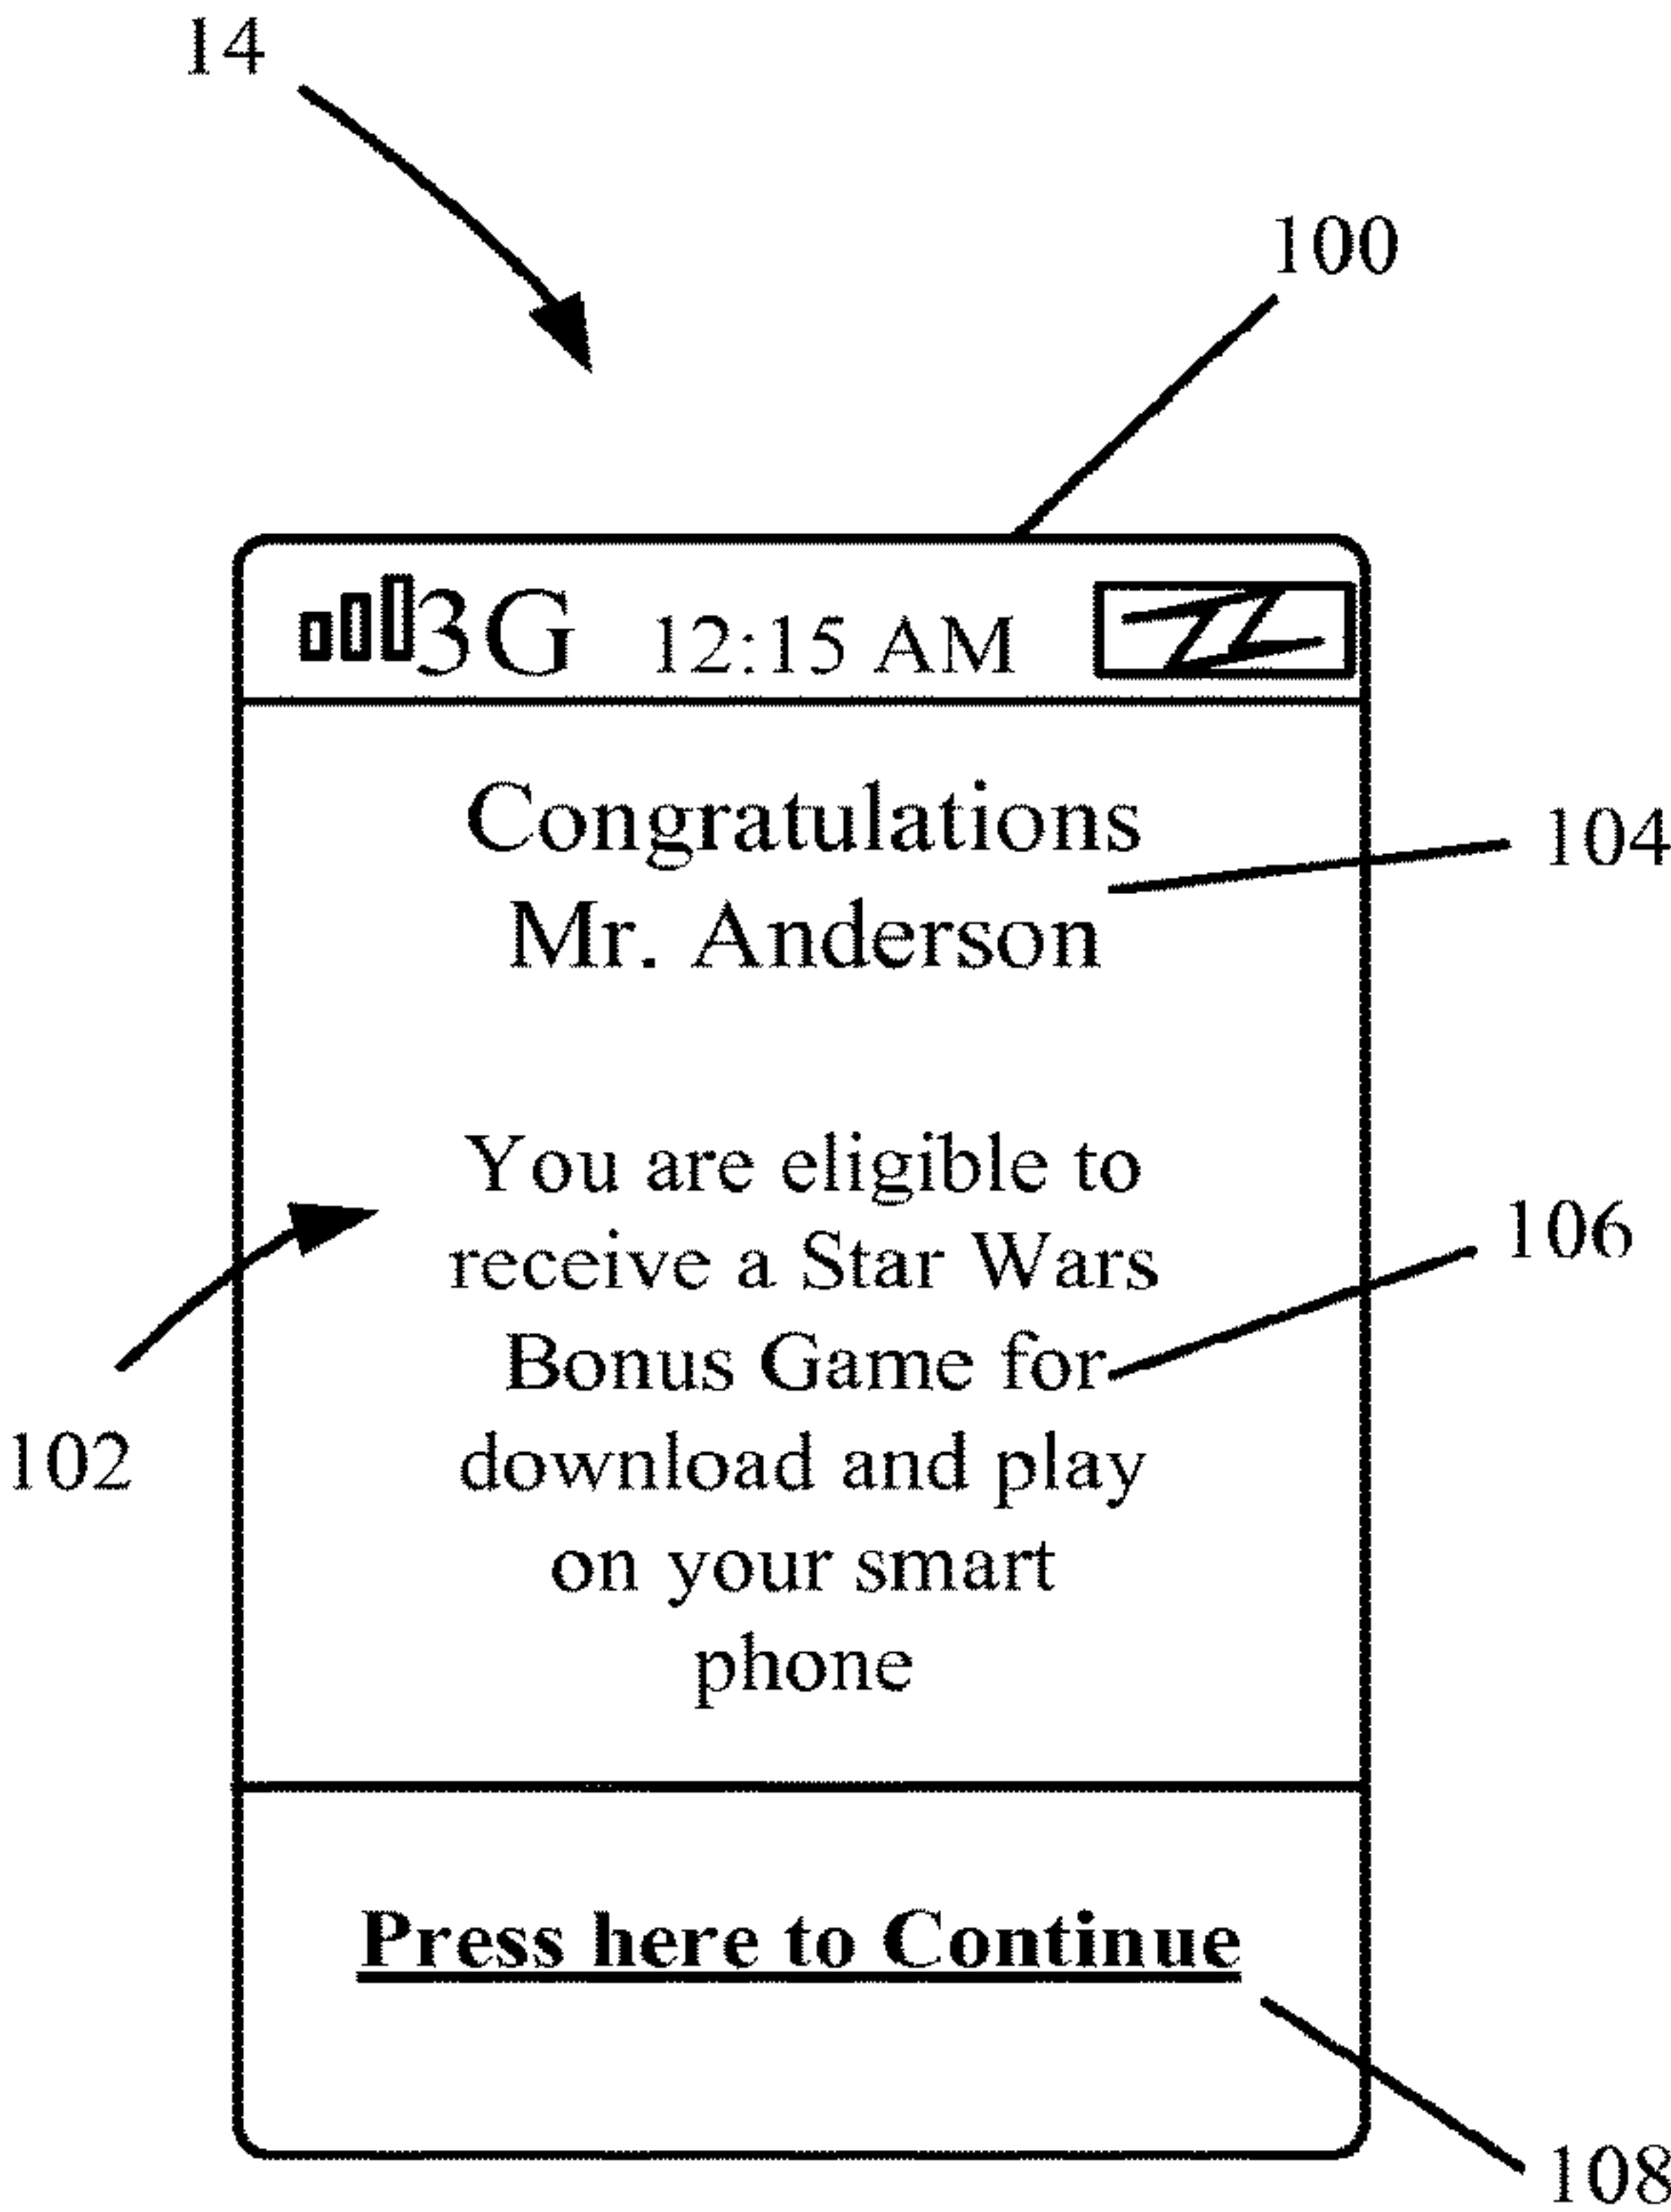 14
100
3G 12:15 AM
Congratulations
104
Mr. Anderson
You are eligible to
receive a Star Wars
106
Bonus Game for
102
download and play
on your smart
phone
Press here to Continue
108